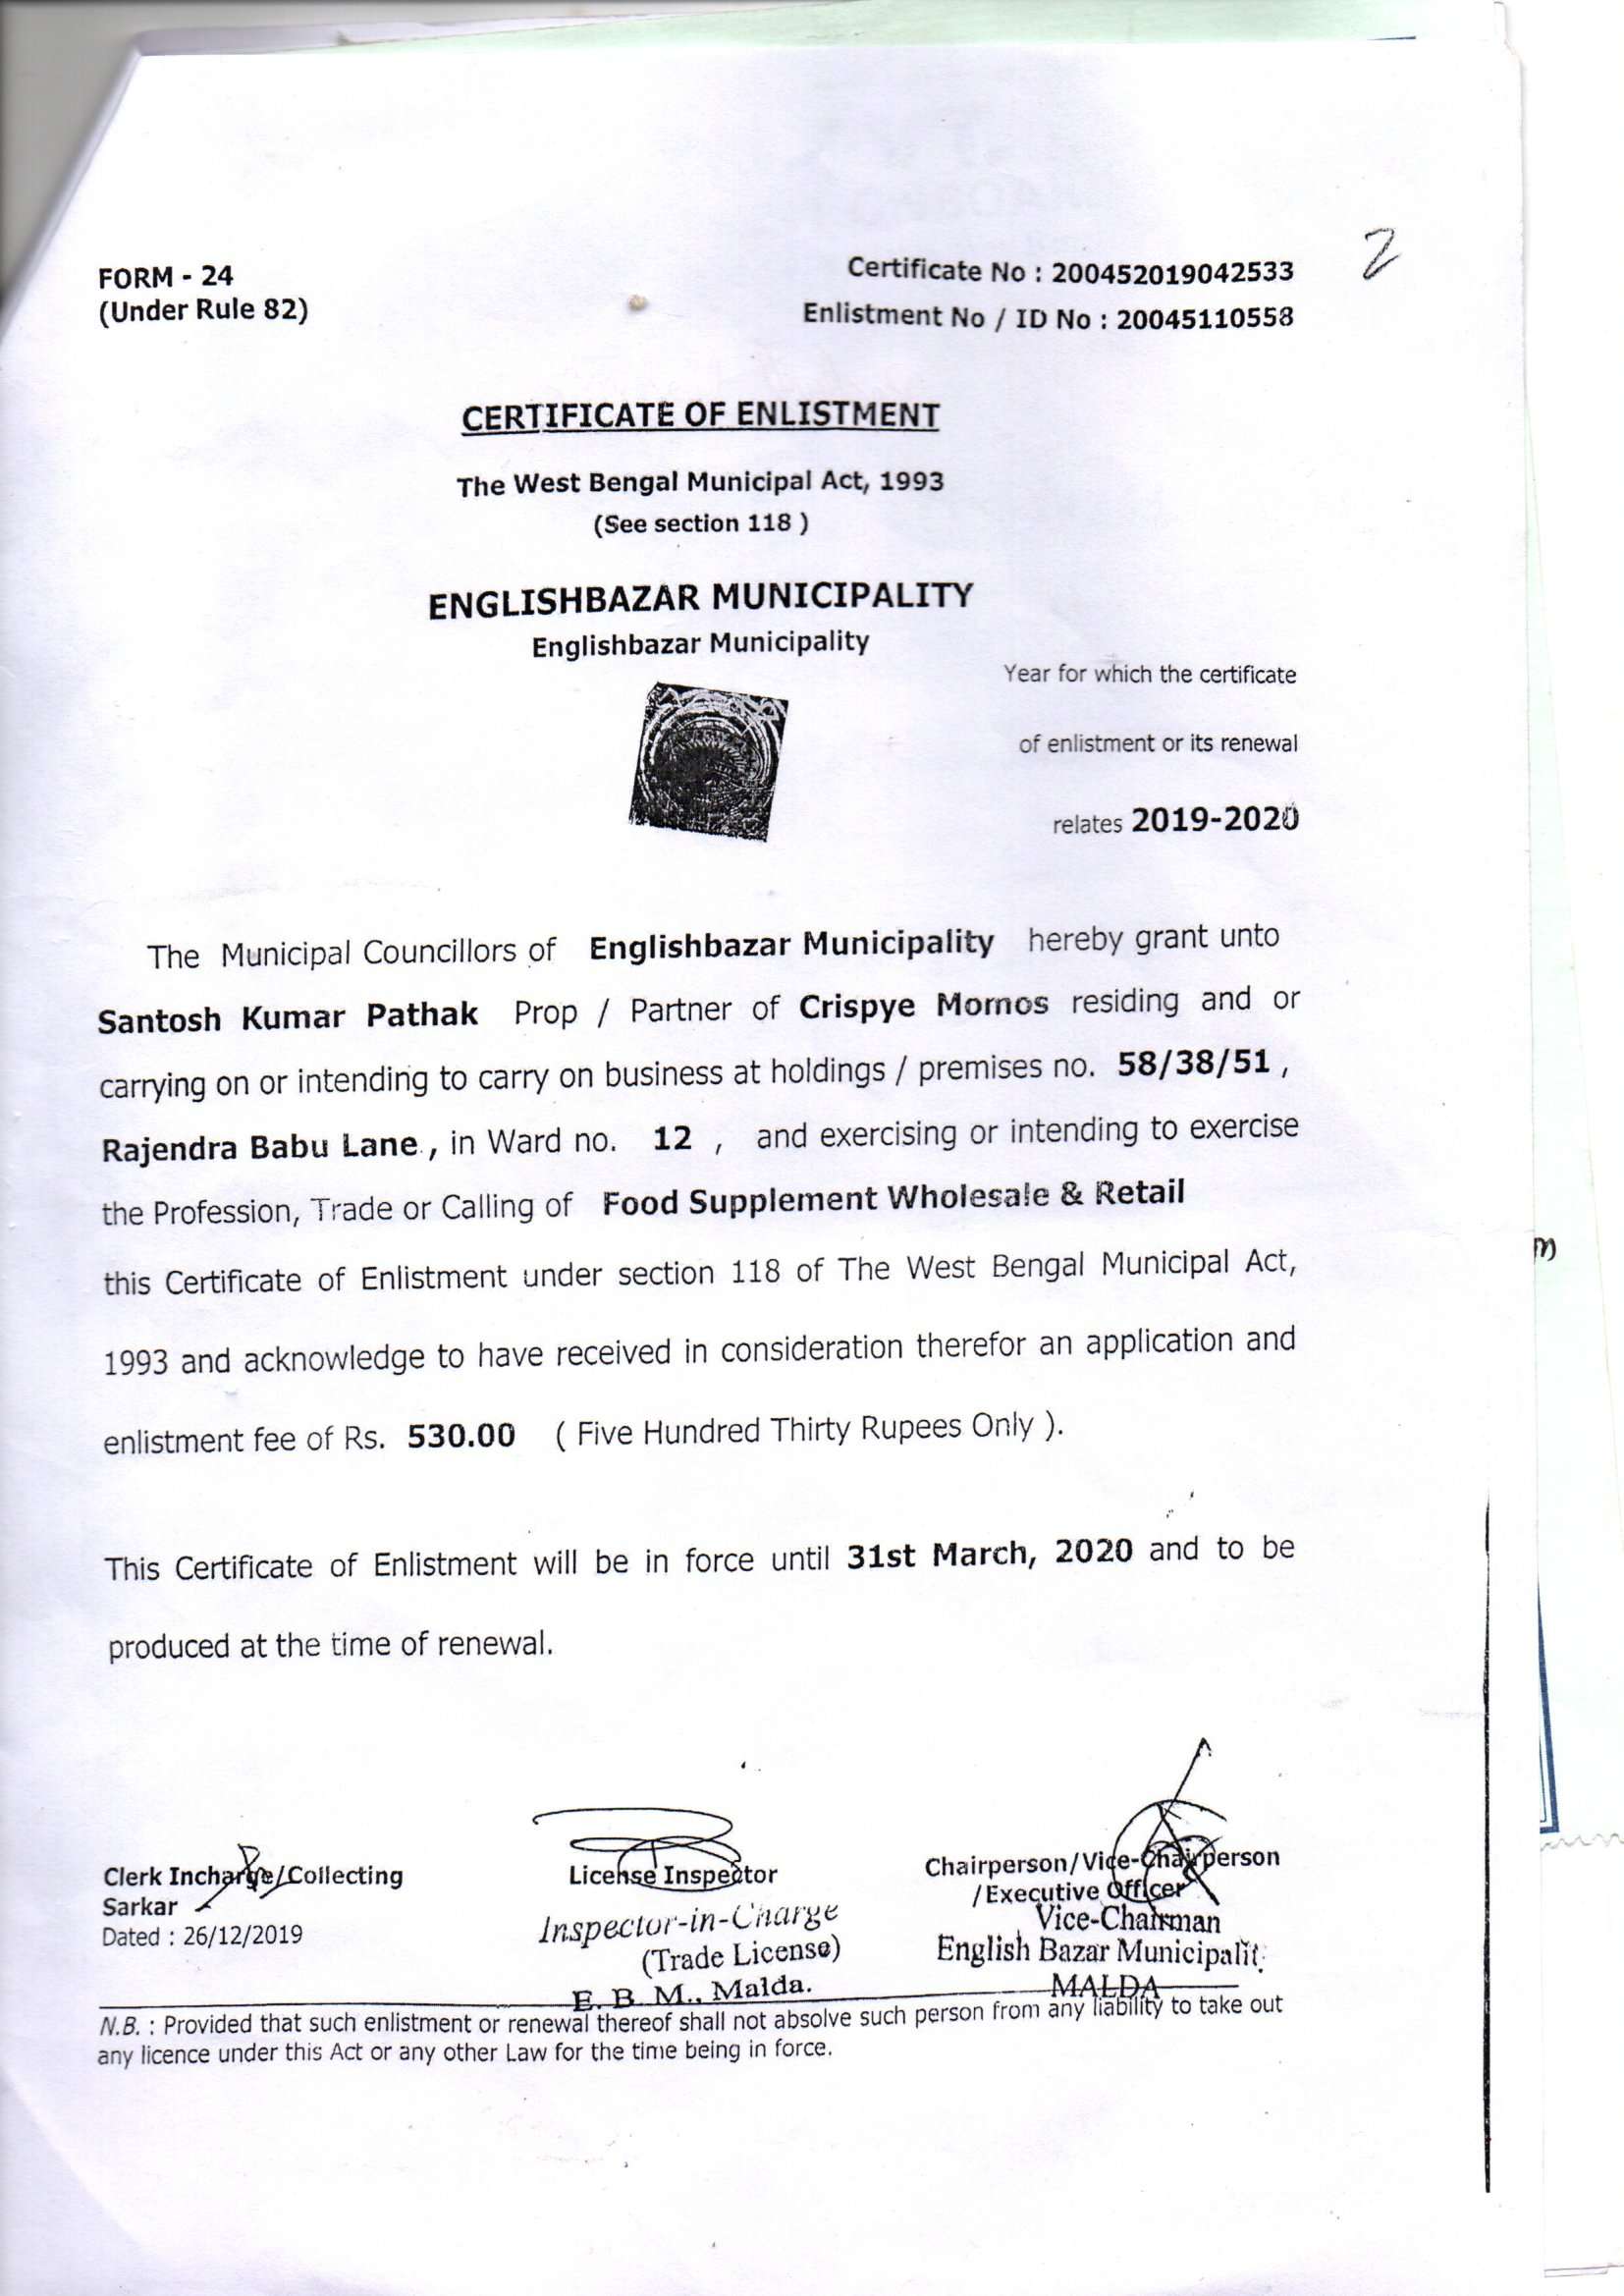 FORM - 24
(Under Rule 82)
Certificate No : 200452019042533
Enlistment No / ID No : 20045110558
2
CERTIFICATE OF ENLISTMENT
The West Bengal Municipal Act, 1993
(See section 118 )
ENGLISHBAZAR MUNICIPALITY
Englishbazar Municipality
Year for which the certificate
of enlistment or its renewal
relates 2019-2020
The Municipal Councillors of Englishbazar Municipality hereby grant unto
Santosh Kumar Pathak Prop / Partner of Crispye Momos residing and or
carrying on or intending to carry on business at holdings / premises no. 58/38/51 ,
Rajendra Babu Lane , in Ward no. 12 , and exercising or intending to exercise
the Profession, Trade or Calling of Food Supplement Wholesale & Retail
this Certificate of Enlistment under section 118 of The West Bengal Municipal Act,
1993 and acknowledge to have received in consideration therefor an application and
enlistment fee of Rs. 530.00 ( Five Hundred Thirty Rupees Only ).
This Certificate of Enlistment will be in force until 31st March, 2020 and to be
produced at the time of renewal.
Clerk Incharge/Collecting
Sarkar
Dated : 26/12/2019
License Inspector
Inspector-in-Charge
(Trade License)
E. B. M., Malda.
Chairperson/Vice-Chairperson
/Executive Officer
Vice-Chairman
English Bazar Municipalit
MALDA
N.B. : Provided that such enlistment or renewal thereof shall not absolve such person from any liability to take out
any licence under this Act or any other Law for the time being in force.